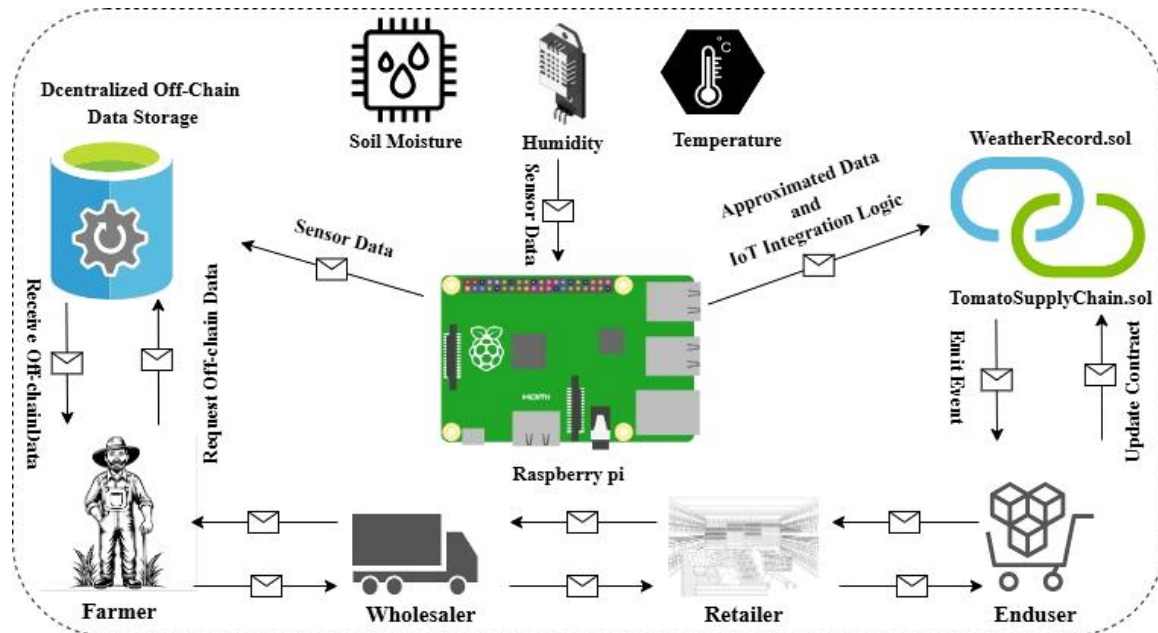 Dcentralized Off-Chain
Data Storage
Soil Moisture
Humidity
°C
Temperature
WeatherRecord.sol
TomatoSupplyChain.sol
Sensor Data
Sensor Data
Approximated Data
and
IoT Integration Logic
Receive Off-chainData
Request Off-chain Data
HDMI
Raspberry pi
Emit Event
Update Contract
Farmer
Wholesaler
Retailer
Enduser